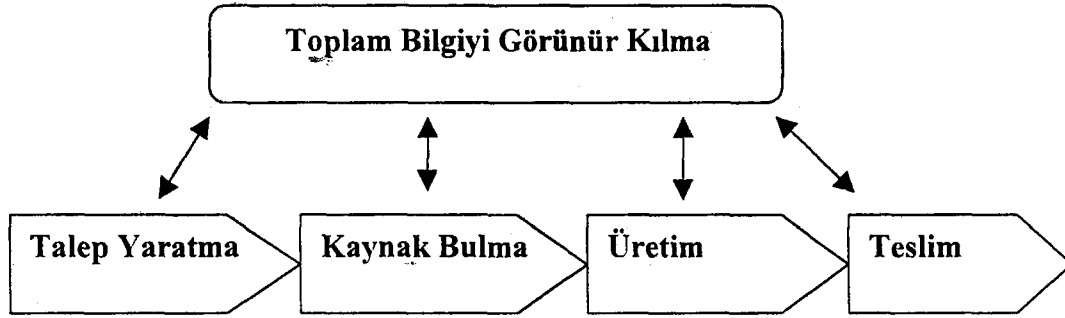 Toplam Bilgiyi Görünür Kılma
Talep Yaratma
Kaynak Bulma
Üretim
Teslim